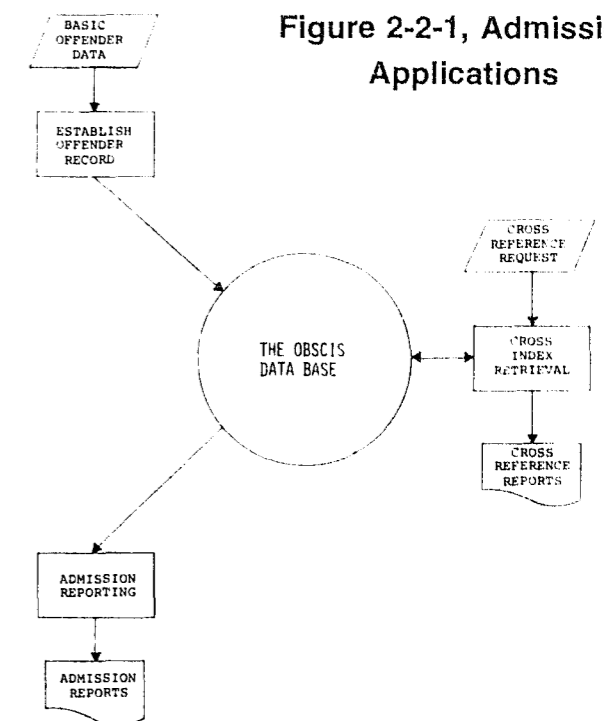 Figure 2-2-1, Admissi
Applications
BASIC
OFFENDER
DATA
ESTABLISH
OFFENDER
RECORD
CROSS
REFERENCE
REQUEST
THE OBSCIS
DATA BASE
CROSS
INDEX
RETRIEVAL
CROSS
REFERENCE
REPORTS
ADMISSION
REPORTING
ADMISSION
REPORTS